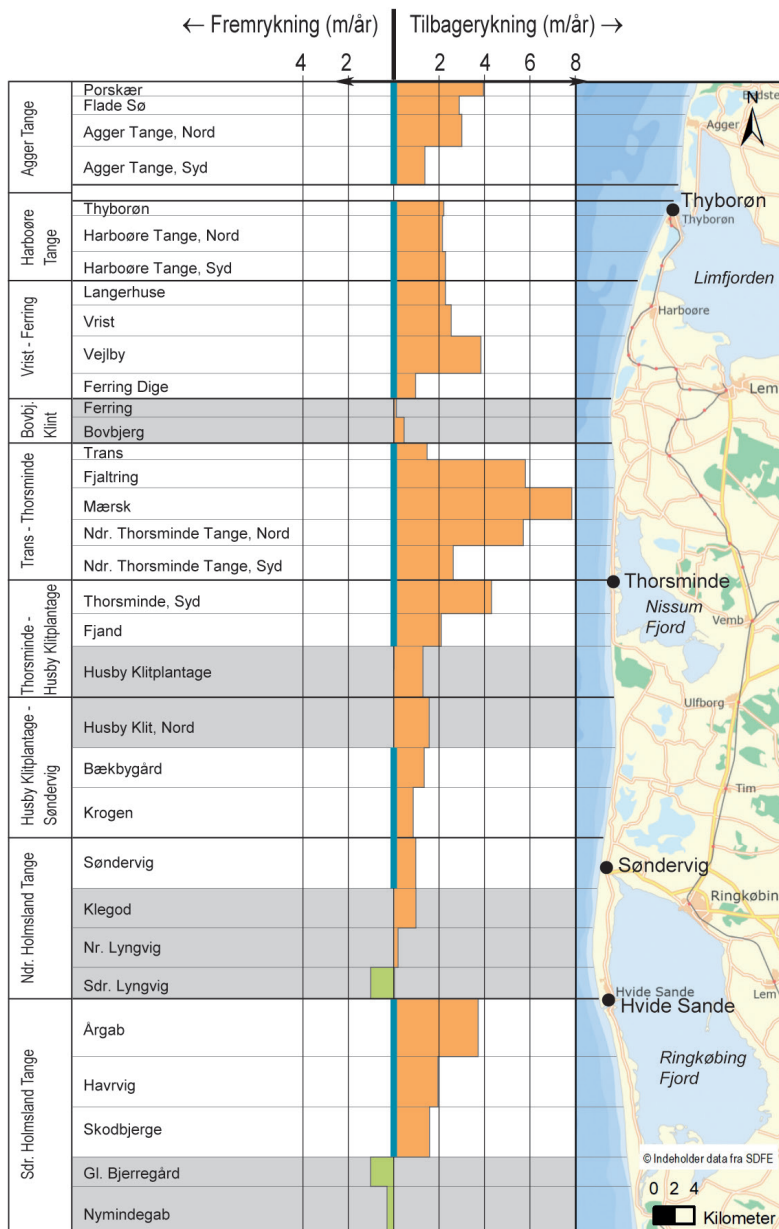 ← Fremrykning (m/år) Tilbagerykning (m/år) →
4 2 2 4 6 8
Agger Tange
Porskær
Flade Sø
Agger Tange, Nord
Agger Tange, Syd
Harboøre
Tange
Thyborøn
Harboøre Tange, Nord
Harboøre Tange, Syd
Vrist - Ferring
Langerhuse
Vrist
Vejlby
Ferring Dige
Bovbj.
Klint
Ferring
Bovbjerg
Trans - Thorsminde
Trans
Fjaltring
Mærsk
Ndr. Thorsminde Tange, Nord
Ndr. Thorsminde Tange, Syd
Thorsminde -
Husby Klitplantage
Thorsminde, Syd
Fjand
Husby Klitplantage
Husby Klitplantage -
Søndervig
Husby Klit, Nord
Bækbygård
Krogen
Ndr. Holmsland Tange
Søndervig
Klegod
Nr. Lyngvig
Sdr. Lyngvig
Sdr. Holmsland Tange
Årgab
Havrvig
Skodbjerge
Gl. Bjerregård
Nymindegab
N
Agger
Thyborøn
Thyborøn
Limfjorden
Harboøre
Lem
Thorsminde
Nissum
Fjord
Vemb
Ulfborg
Tim
Søndervig
Ringkøbin
Hvide Sande
Hvide Sande
Lem
Ringkøbing
Fjord
© Indeholder data fra SDFE
0 2 4
Kilometer